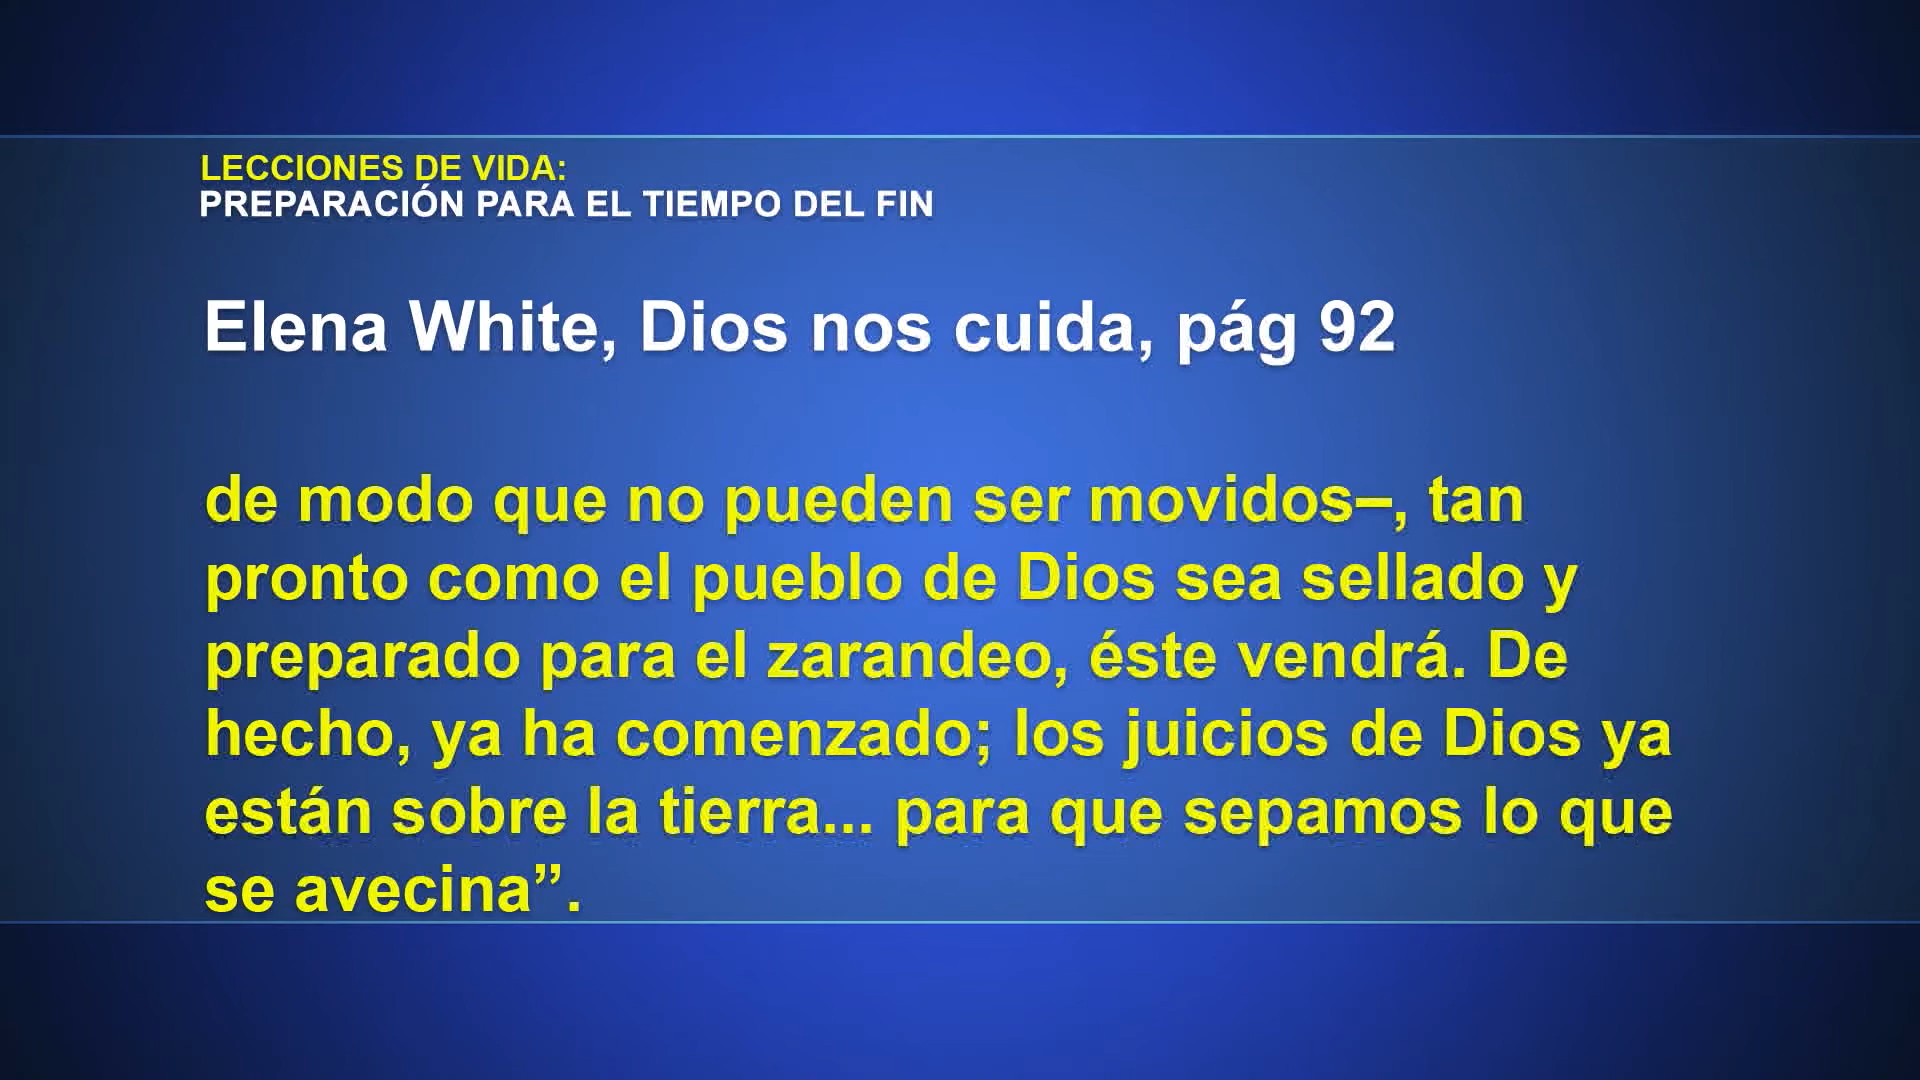 LECCIONES DE VIDA:
PREPARACIÓN PARA EL TIEMPO DEL FIN
Elena White, Dios nos cuida, pág 92
de modo que no pueden ser movidos–, tan
pronto como el pueblo de Dios sea sellado y
preparado para el zarandeo, éste vendrá. De
hecho, ya ha comenzado; los juicios de Dios ya
están sobre la tierra... para que sepamos lo que
se avecina”.